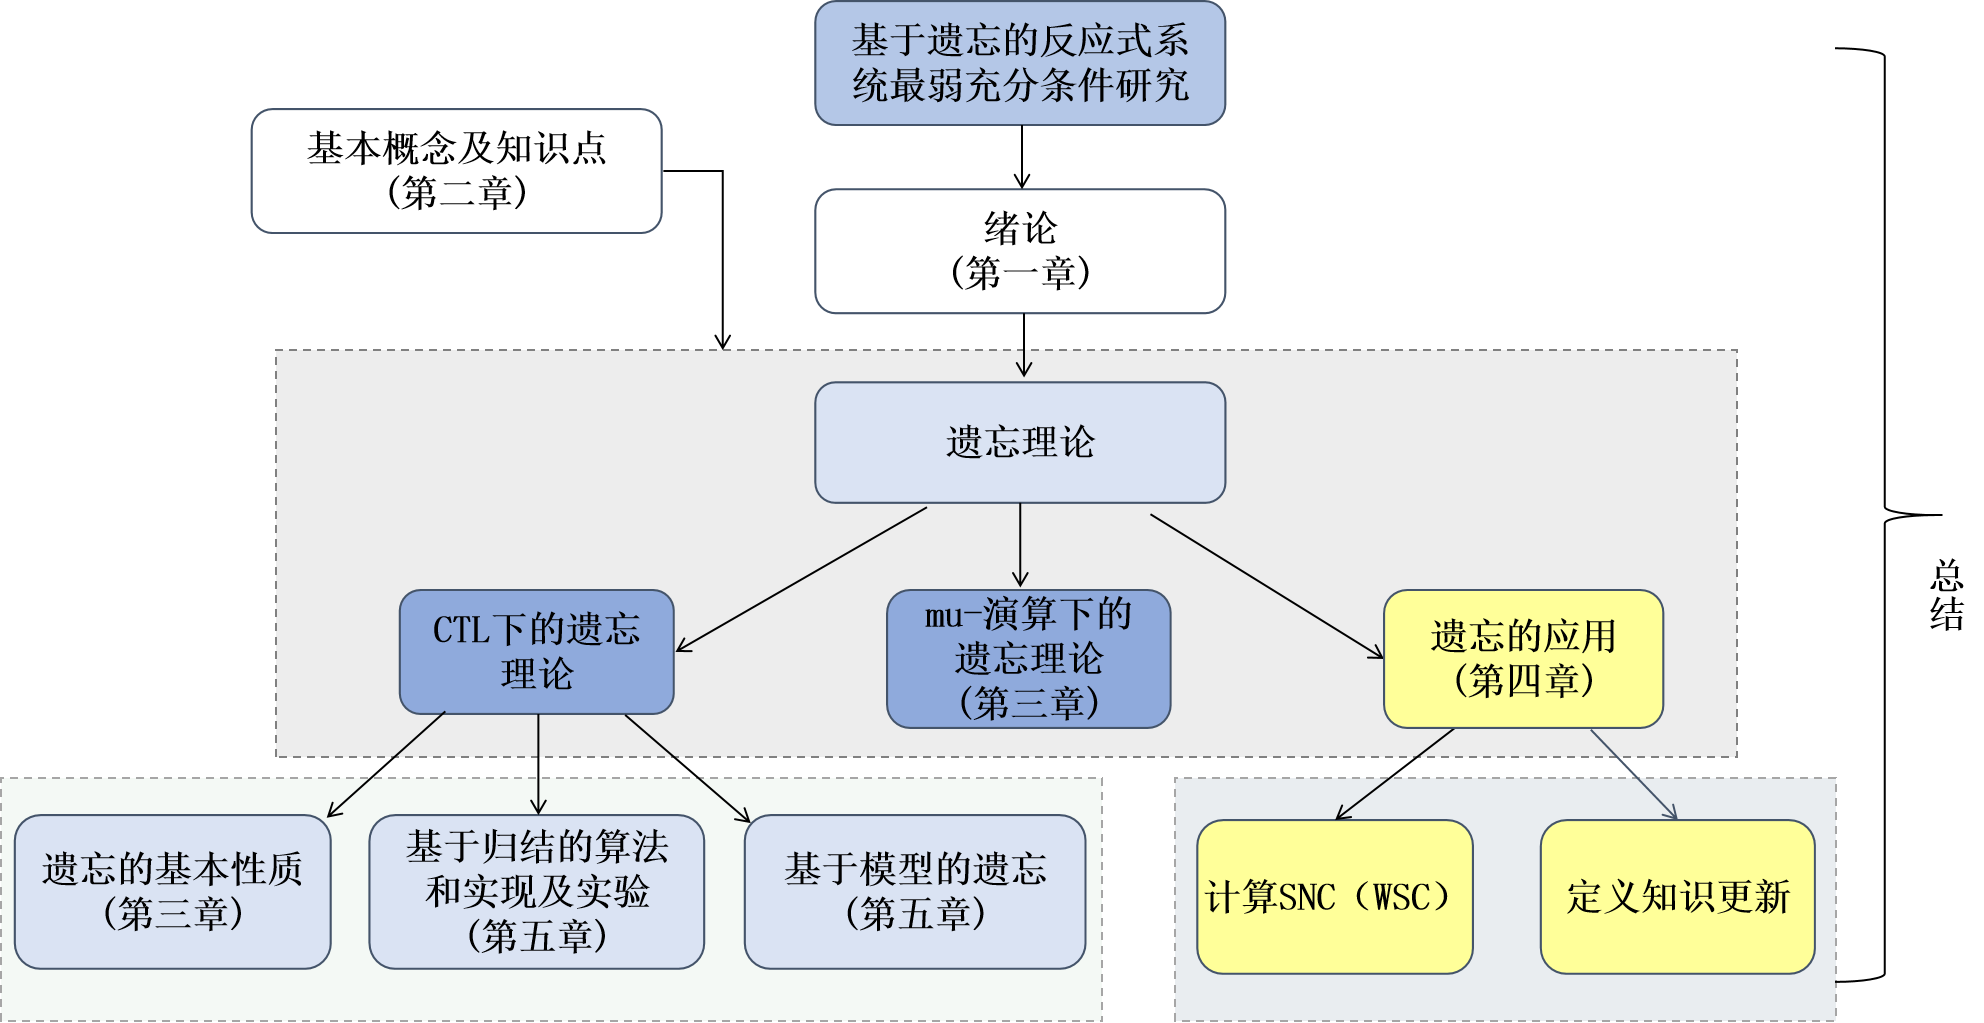 基于遗忘的反应式系
统最弱充分条件研究
基本概念及知识点
(第二章)
绪论
(第一章)
遗忘理论
CTL下的遗忘
理论
mu-演算下的
遗忘理论
(第三章)
遗忘的应用
(第四章)
总
结
遗忘的基本性质
(第三章)
基于归结的算法
和实现及实验
(第五章)
基于模型的遗忘
(第五章)
计算SNC（WSC）
定义知识更新